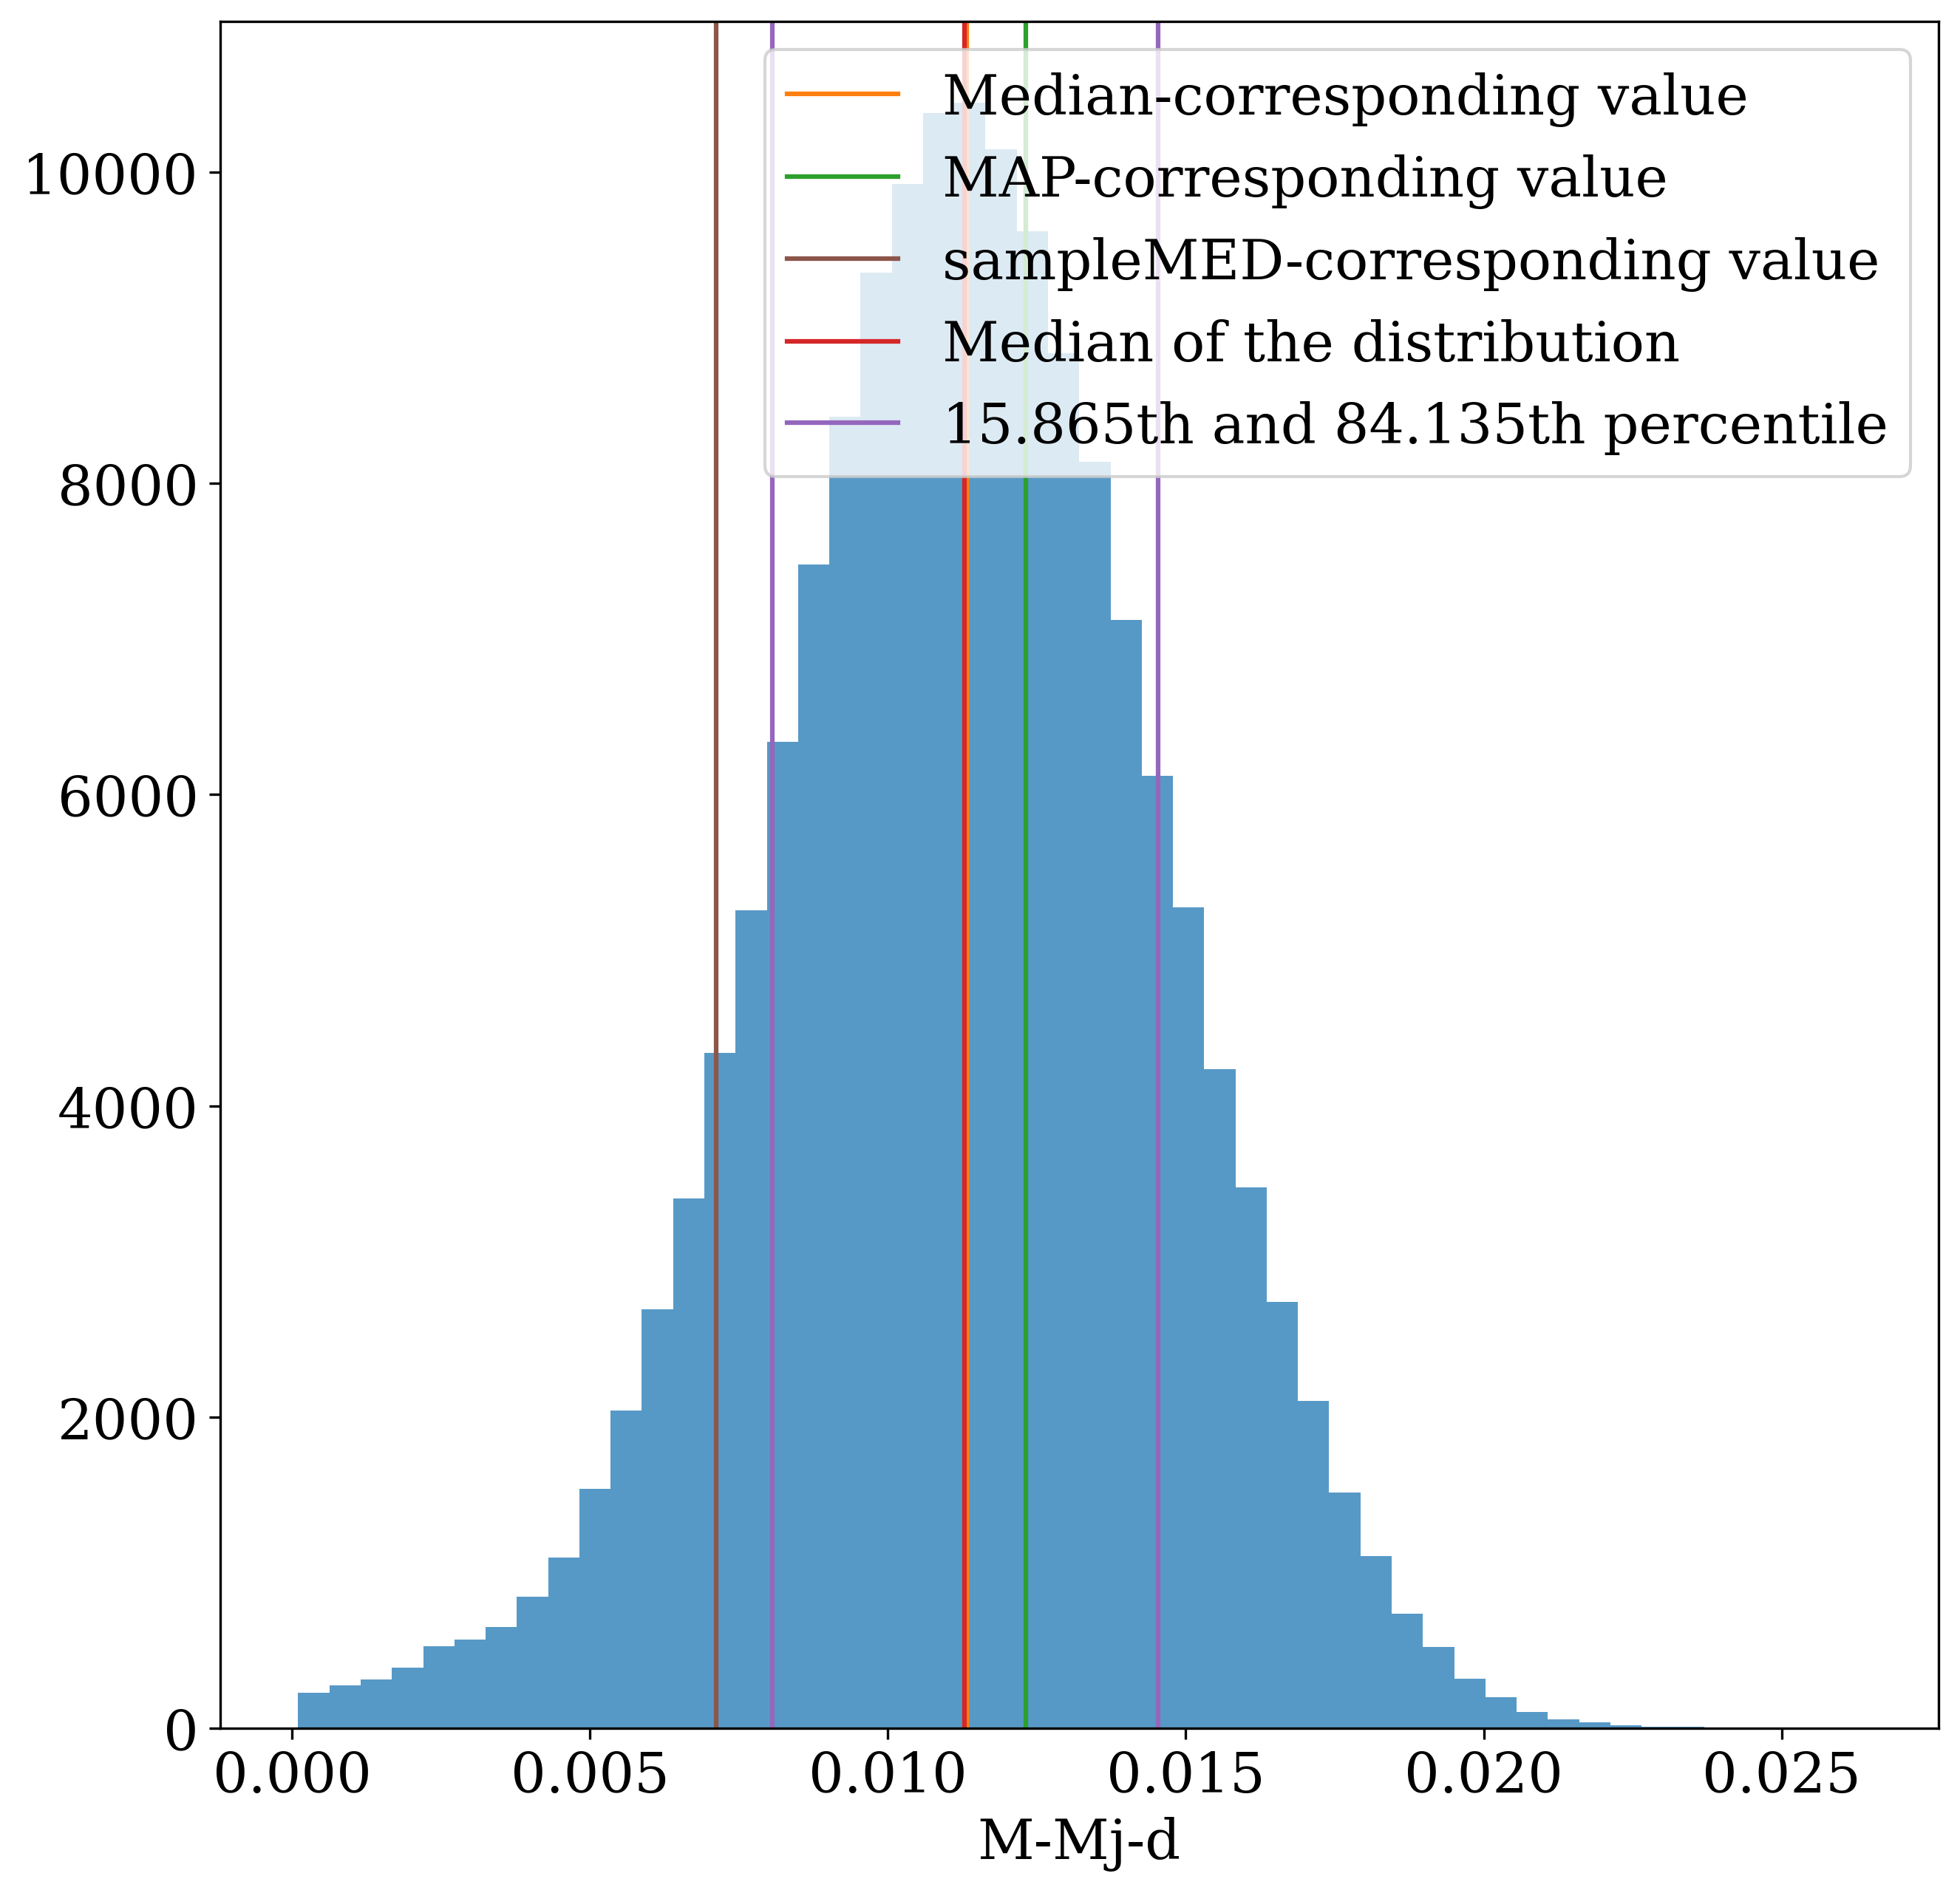 Median-corresponding value
MAP-corresponding value
sampleMED-corresponding value
Median of the distribution
15.865th and 84.135th percentile
10000
8000
6000
4000
2000
0
0.000 0.005 0.010 0.015 0.020 0.025
M-Mj-d